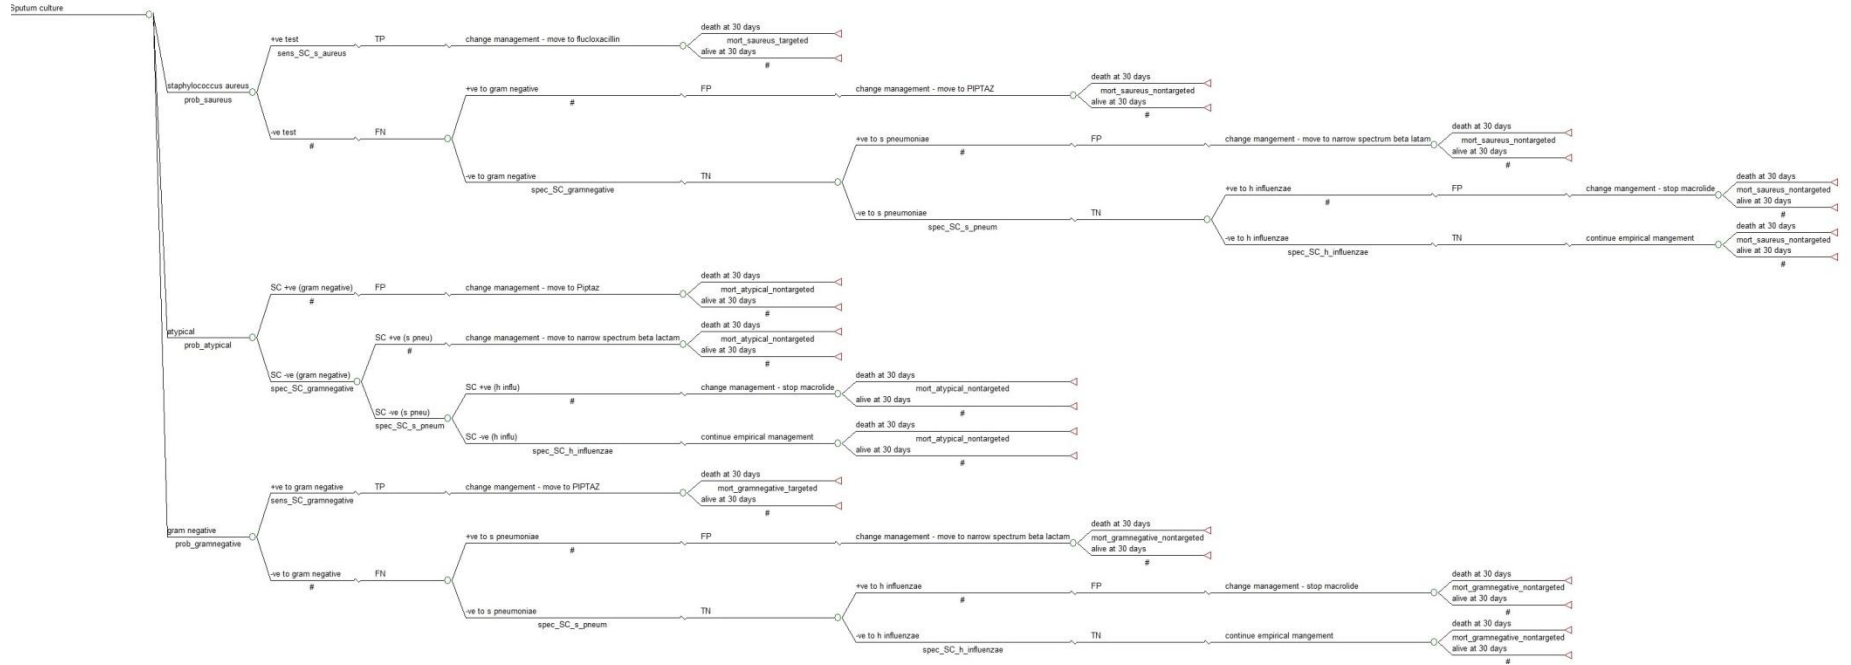 Sputum culture
staphylococcus aureus
prob_saureus
+ve test
sens_SC_s_aureus
TP
change management - move to flucloxacillin
death at 30 days
mort_saureus_targeted
alive at 30 days
#
-ve test
#
FN
+ve to gram negative
#
FP
change management - move to PIPTAZ
death at 30 days
mort_saureus_nontargeted
alive at 30 days
#
-ve to gram negative
spec_SC_gramnegative
TN
+ve to s pneumoniae
#
FP
change mangement - move to narrow spectrum beta latam
death at 30 days
mort_saureus_nontargeted
alive at 30 days
#
-ve to s pneumoniae
spec_SC_s_pneum
TN
+ve to h influenzae
#
FP
change mangement - stop macrolide
death at 30 days
mort_saureus_nontargeted
alive at 30 days
#
-ve to h influenzae
spec_SC_h_influenzae
TN
continue empirical mangement
death at 30 days
mort_saureus_nontargeted
alive at 30 days
#
atypical
prob_atypical
SC +ve (gram negative)
#
FP
change management - move to Piptaz
death at 30 days
mort_atypical_nontargeted
alive at 30 days
#
SC -ve (gram negative)
spec_SC_gramnegative
SC +ve (s pneu)
#
change management - move to narrow spectrum beta lactam
death at 30 days
mort_atypical_nontargeted
alive at 30 days
#
SC -ve (s pneu)
spec_SC_s_pneum
SC +ve (h influ)
#
change management - stop macrolide
death at 30 days
mort_atypical_nontargeted
alive at 30 days
#
SC -ve (h influ)
spec_SC_h_influenzae
continue empirical management
death at 30 days
mort_atypical_nontargeted
alive at 30 days
#
gram negative
prob_gramnegative
+ve to gram negative
sens_SC_gramnegative
TP
change mangement - move to PIPTAZ
death at 30 days
mort_gramnegative_targeted
alive at 30 days
#
-ve to gram negative
#
FN
+ve to s pneumoniae
#
FP
change management - move to narrow spectrum beta lactam
death at 30 days
mort_gramnegative_nontargeted
alive at 30 days
#
-ve to s pneumoniae
spec_SC_s_pneum
TN
+ve to h influenzae
#
FP
change management - stop macrolide
death at 30 days
mort_gramnegative_nontargeted
alive at 30 days
#
-ve to h influenzae
spec_SC_h_influenzae
TN
continue empirical mangement
death at 30 days
mort_gramnegative_nontargeted
alive at 30 days
#